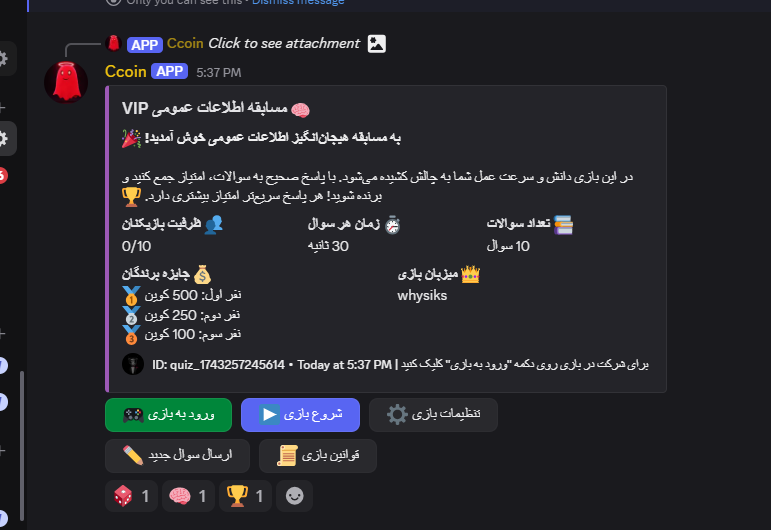 Only you can see this • Dismiss message
APP Ccoin Click to see attachment
Ccoin APP 5:37 PM
🧠 مسابقه اطلاعات عمومی VIP
به مسابقه هیجان‌انگیز اطلاعات عمومی خوش آمدید! 🎉
در این بازی دانش و سرعت عمل شما به چالش کشیده می‌شود. با پاسخ صحیح به سوالات، امتیاز جمع کنید و
برنده شوید! هر پاسخ سریع‌تر امتیاز بیشتری دارد. 🏆
📚 تعداد سوالات
10 سوال
⏱️ زمان هر سوال
30 ثانیه
👥 ظرفیت بازیکنان
0/10
👑 میزبان بازی
whysiks
💰 جایزه برندگان
🥇 نفر اول: 500 کوین
🥈 نفر دوم: 250 کوین
🥉 نفر سوم: 100 کوین
برای شرکت در بازی روی دکمه "ورود به بازی" کلیک کنید | ID: quiz_1743257245614 • Today at 5:37 PM
🎮 ورود به بازی
▶️ شروع بازی
⚙️ تنظیمات بازی
✏️ ارسال سوال جدید
📜 قوانین بازی
🎲 1 🧠 1 🏆 1